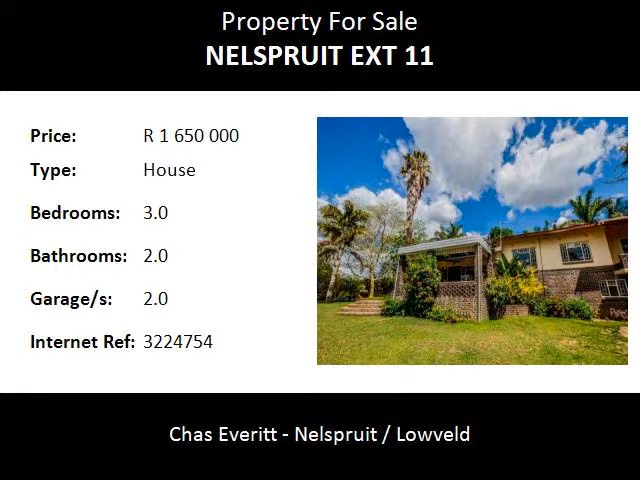 Property For Sale
NELSPRUIT EXT 11
Price: R 1 650 000
Type: House
Bedrooms: 3.0
Bathrooms: 2.0
Garage/s: 2.0
Internet Ref: 3224754
Chas Everitt - Nelspruit / Lowveld